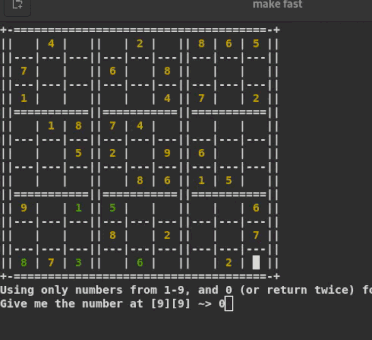 make fast
4 2 8 6 5
7 6 8
1 4 7 2
1 8 7 4
5 2 9 6
8 6 1 5
9 1 5 6
8 2 7
8 7 3 6 2
Using only numbers from 1-9, and 0 (or return twice) fo
Give me the number at [9][9] ~> 0